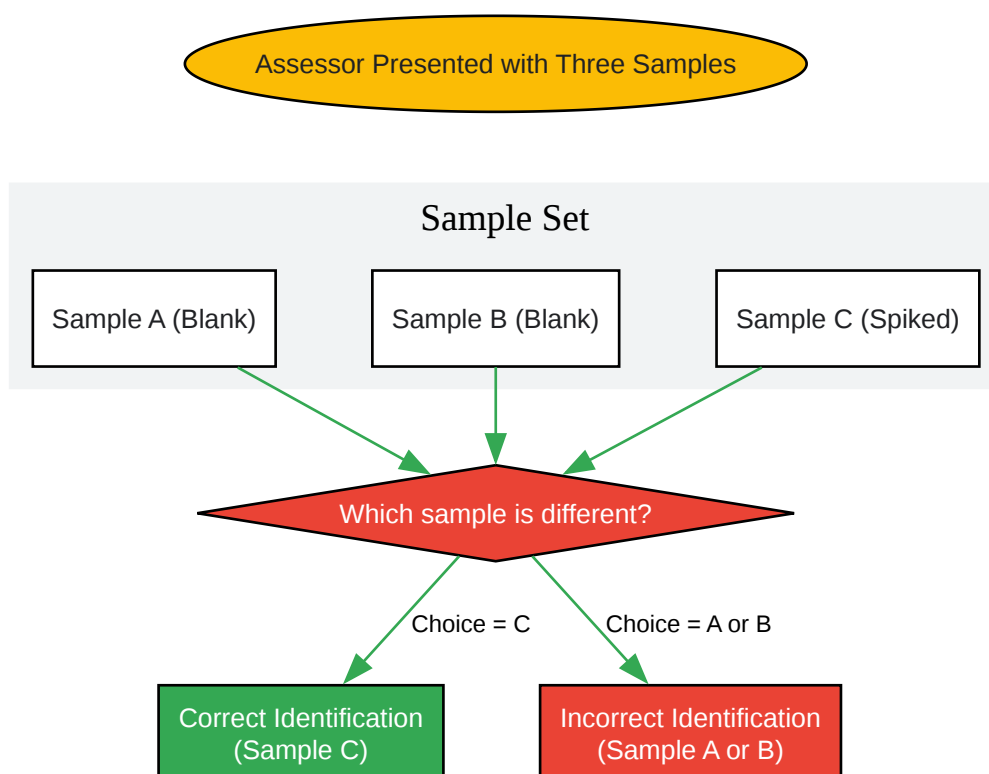 Assessor Presented with Three Samples
Sample Set
Sample A (Blank)
Sample B (Blank)
Sample C (Spiked)
Which sample is different?
Choice = C
Choice = A or B
Correct Identification
(Sample C)
Incorrect Identification
(Sample A or B)